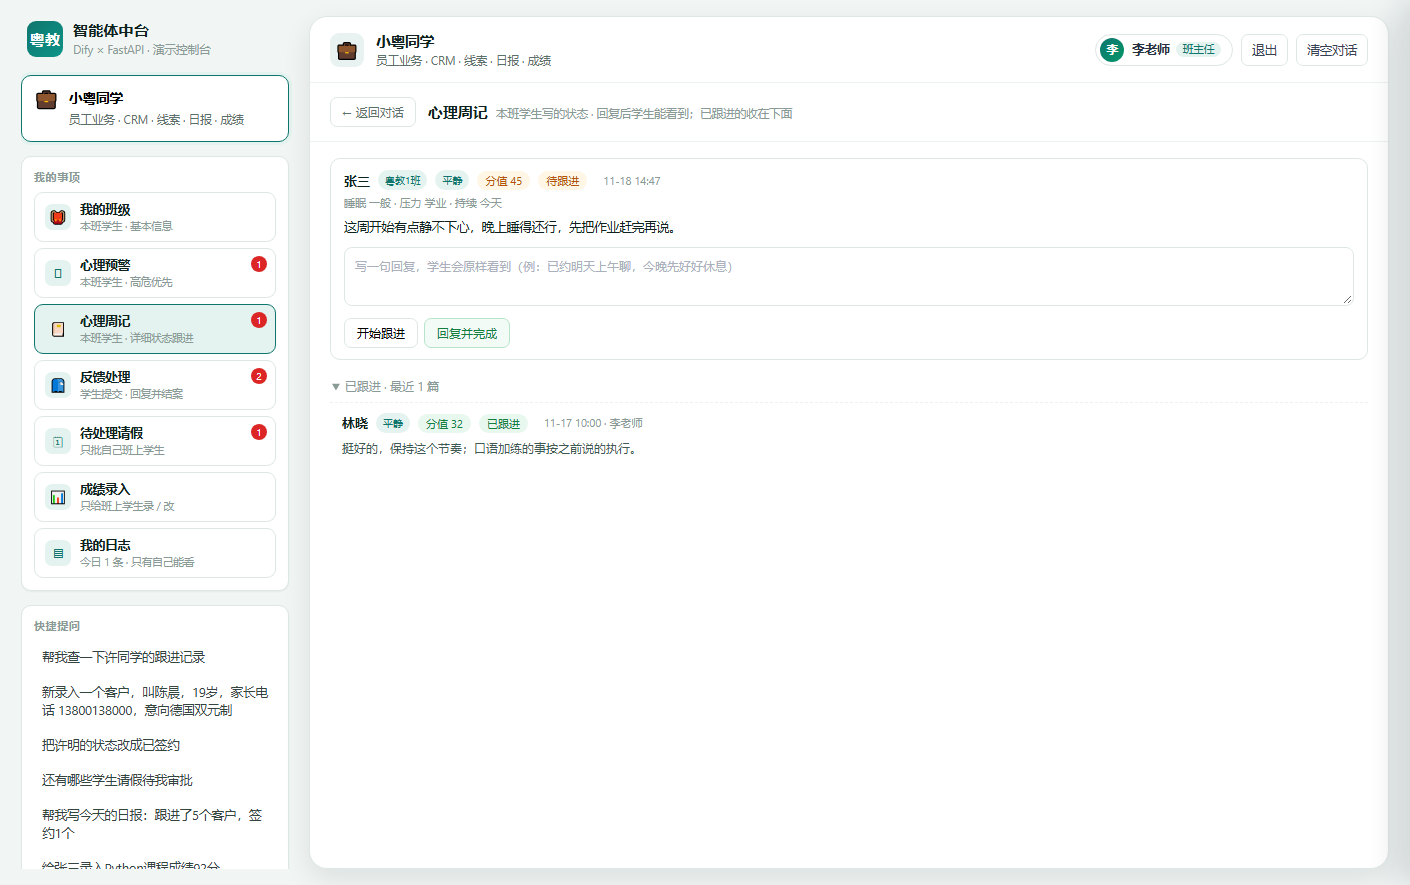 粤教
智能体中台
Dify × FastAPI · 演示控制台
小粤同学
员工业务 · CRM · 线索 · 日报 · 成绩
我的事项
我的班级
本班学生 · 基本信息
心理预警
本班学生 · 高危优先
1
心理周记
本班学生 · 详细状态跟进
1
反馈处理
学生提交 · 回复并结案
2
待处理请假
只批自己班上学生
1
成绩录入
只给班上学生录 / 改
我的日志
今日 1 条 · 只有自己能看
快捷提问
帮我查一下许同学的跟进记录
新录入一个客户，叫陈晨，19岁，家长电
话 13800138000，意向德国双元制
把许明的状态改成已签约
还有哪些学生请假待我审批
帮我写今天的日报：跟进了5个客户，签
约1个
给张三录入Python课程成绩92分
小粤同学
员工业务 · CRM · 线索 · 日报 · 成绩
李 李老师 班主任
退出
清空对话
← 返回对话
心理周记 本班学生写的状态 · 回复后学生能看到；已跟进的收在下面
张三 粤教1班 平静 分值 45 待跟进 11-18 14:47
睡眠 一般 · 压力 学业 · 持续 今天
这周开始有点静不下心，晚上睡得还行，先把作业赶完再说。
写一句回复，学生会原样看到（例：已约明天上午聊，今晚先好好休息）
开始跟进
回复并完成
▼ 已跟进 · 最近 1 篇
林晓 平静 分值 32 已跟进 11-17 10:00 · 李老师
挺好的，保持这个节奏；口语加练的事按之前说的执行。